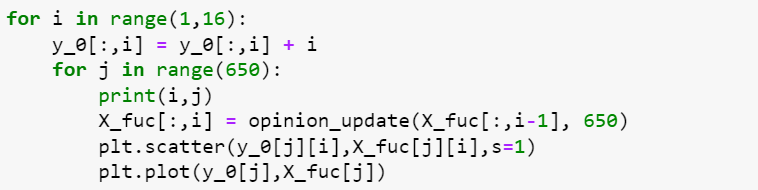 for i in range(1,16):
    y_0[:,i] = y_0[:,i] + i
    for j in range(650):
        print(i,j)
        X_fuc[:,i] = opinion_update(X_fuc[:,i-1], 650)
        plt.scatter(y_0[j][i],X_fuc[j][i],s=1)
        plt.plot(y_0[j],X_fuc[j])